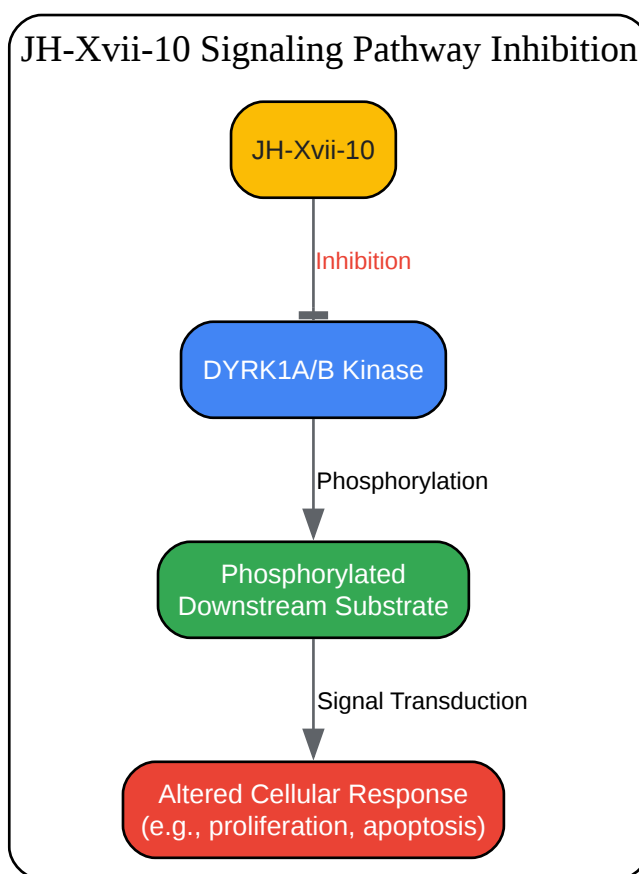 JH-Xvii-10 Signaling Pathway Inhibition
JH-Xvii-10
Inhibition
DYRK1A/B Kinase
Phosphorylation
Phosphorylated
Downstream Substrate
Signal Transduction
Altered Cellular Response
(e.g., proliferation, apoptosis)